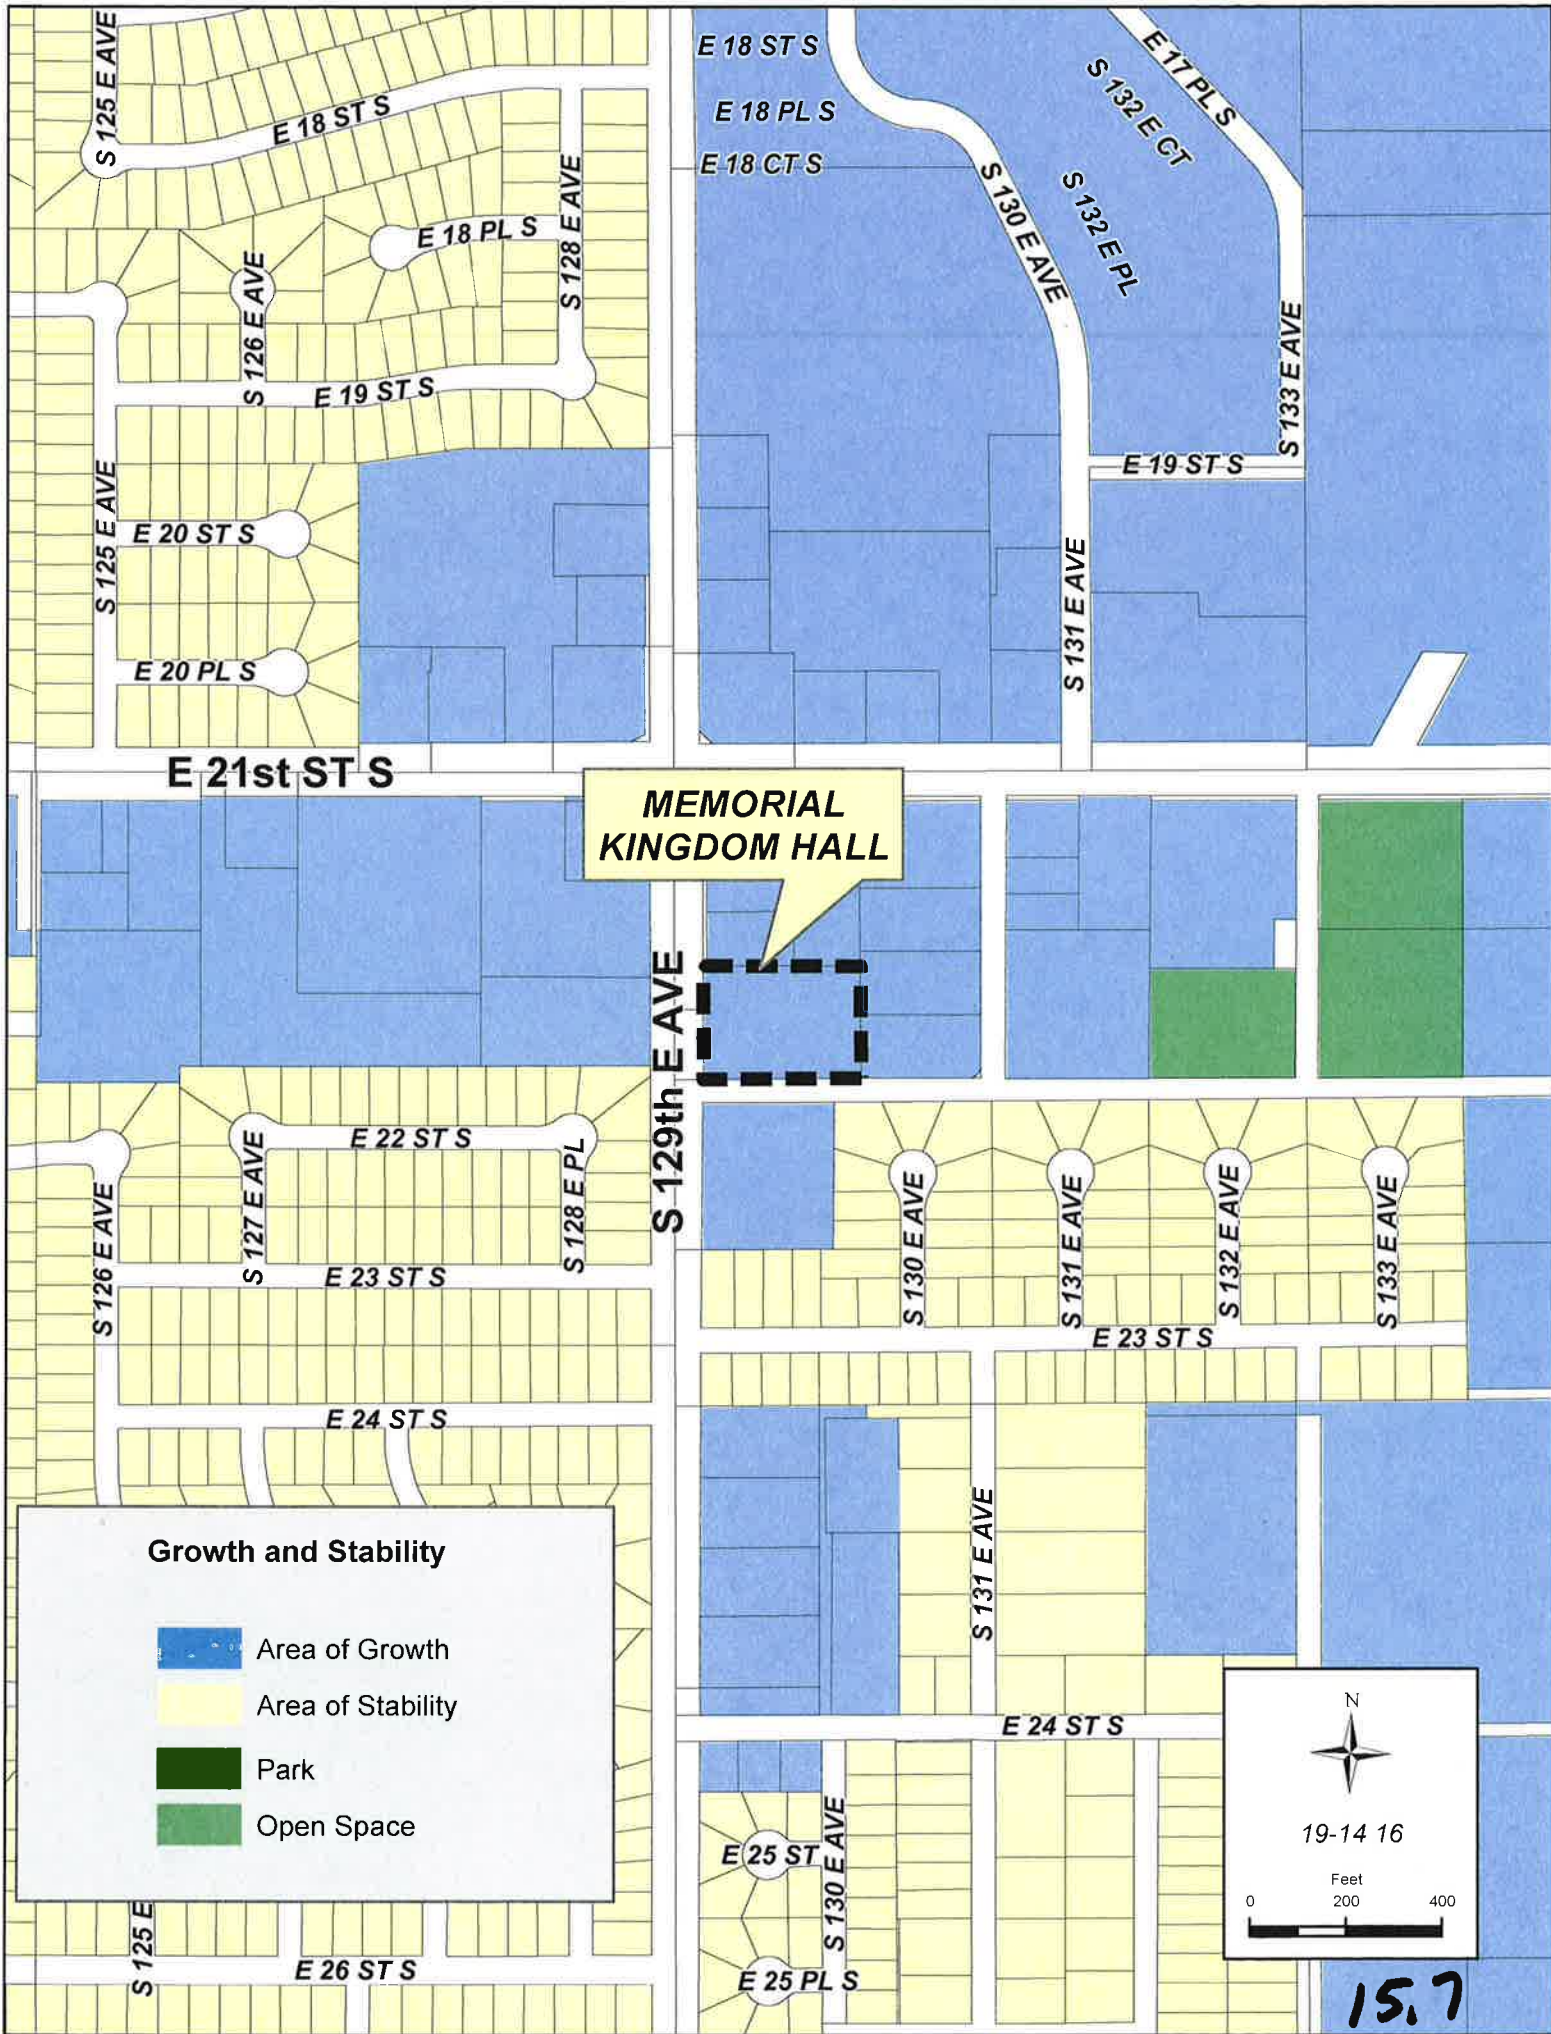 S 125 E AVE
E 18 ST S
E 18 PL S
S 126 E AVE
S 128 E AVE
E 19 ST S
S 125 E AVE
E 20 ST S
E 20 PL S
E 18 ST S
E 18 PL S
E 18 CT S
E 17 PL S
S 132 E CT
S 132 E PL
S 130 E AVE
S 133 E AVE
E 19 ST S
S 131 E AVE
E 21st ST S
MEMORIAL
KINGDOM HALL
S 129th E AVE
E 22 ST S
S 126 E AVE
S 127 E AVE
S 128 E PL
E 23 ST S
S 130 E AVE
S 131 E AVE
S 132 E AVE
S 133 E AVE
E 23 ST S
E 24 ST S
S 131 E AVE
Growth and Stability
Area of Growth
Area of Stability
Park
Open Space
E 24 ST S
E 25 ST
S 130 E AVE
E 25 PL S
S 125 E
E 26 ST S
N
19-14 16
Feet
0 200 400
15.7